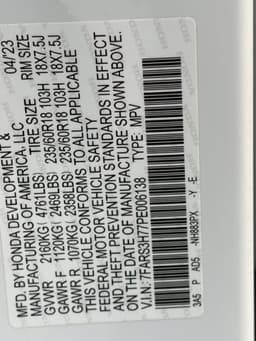 MFD. BY HONDA DEVELOPMENT & 04/23
MANUFACTURING OF AMERICA, LLC
TIRE SIZE RIM SIZE
GVWR 2160KG( 4761LBS)
GAWR F 1120KG( 2469LBS) 235/60R18 103H 18X7.5J
GAWR R 1070KG( 2358LBS) 235/60R18 103H 18X7.5J
THIS VEHICLE CONFORMS TO ALL APPLICABLE
FEDERAL MOTOR VEHICLE SAFETY
AND THEFT PREVENTION STANDARDS IN EFFECT
ON THE DATE OF MANUFACTURE SHOWN ABOVE.
V.I.N: 7FARS3H77PE006138 TYPE: MPV
3A5 P AD5 -NH883PX -Y -E